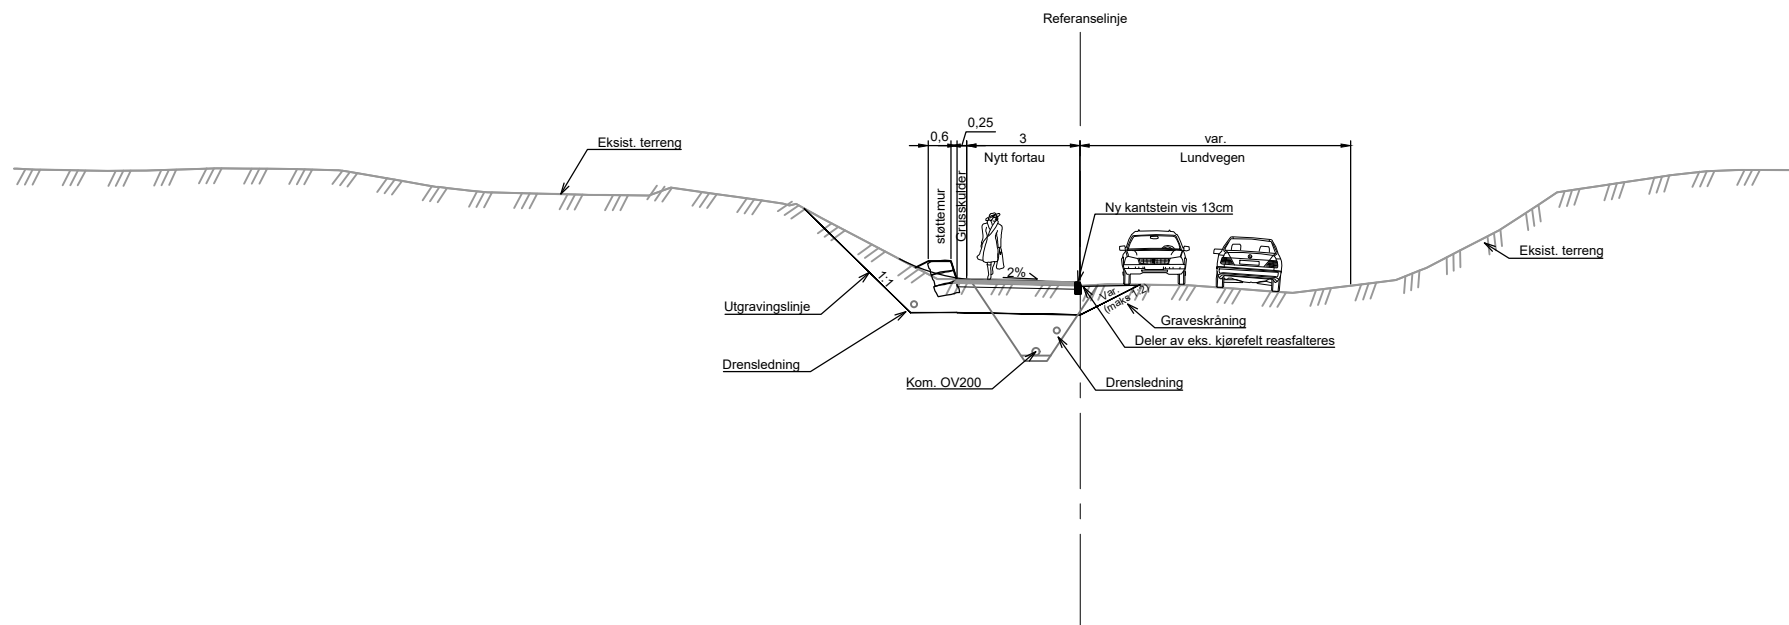 Referanselinje
0,25
0,6
3
var.
Eksist. terreng
Nytt fortau
Lundvegen
støttemur
Grusskulder
Ny kantstein vis 13cm
Eksist. terreng
2%
1:1
Var.
(maks 1:2)
Utgravingslinje
Graveskråning
Deler av eks. kjørefelt reasfalteres
Drensledning
Kom. OV200
Drensledning